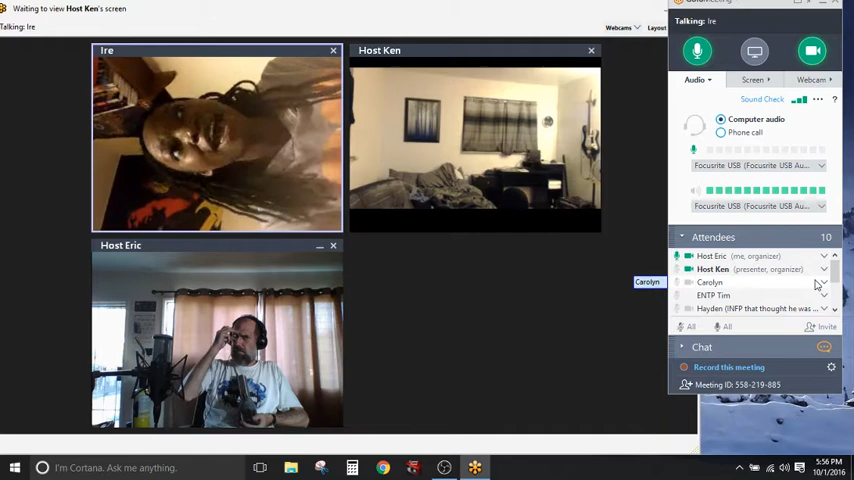 Waiting to view Host Ken's screen
Talking: Ire
Webcams
Layout
Ire
Host Ken
Host Eric
Talking: Ire
Audio
Screen
Webcam
Sound Check
?
Computer audio
Phone call
Focusrite USB (Focusrite USB Au...
Focusrite USB (Focusrite USB Au...
Attendees 10
Host Eric (me, organizer)
Host Ken (presenter, organizer)
Carolyn
Carolyn
ENTP Tim
Hayden (INFP that thought he was ...
All
All
Invite
Chat
Record this meeting
Meeting ID: 558-219-885
I'm Cortana. Ask me anything.
5:56 PM
10/1/2016